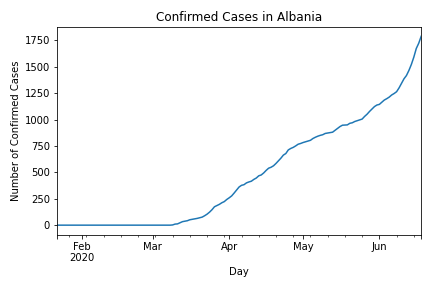 Confirmed Cases in Albania
Number of Confirmed Cases
1750
1500
1250
1000
750
500
250
0
Feb
2020
Mar
Apr
May
Jun
Day